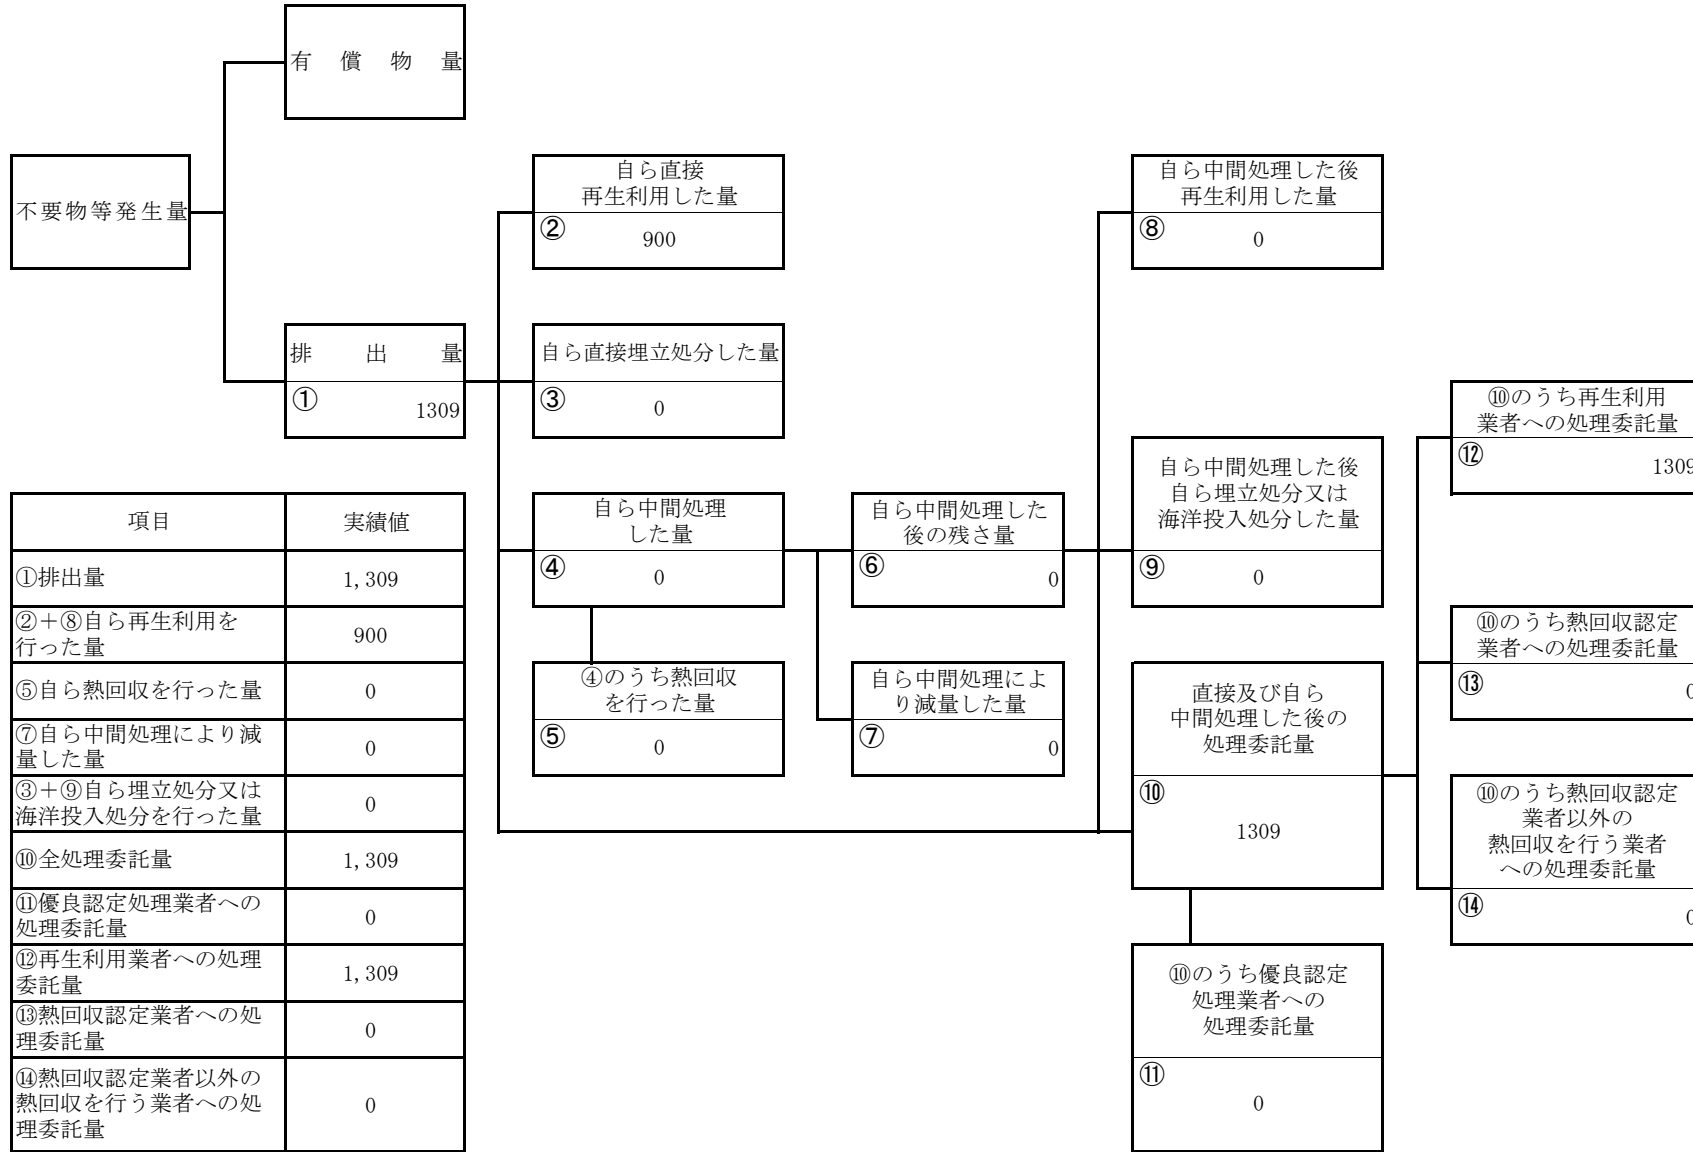 有償物量
不要物等発生量
自ら直接
再生利用した量
② 900
自ら中間処理した後
再生利用した量
⑧ 0
排出量
① 1309
自ら直接埋立処分した量
③ 0
⑩のうち再生利用
業者への処理委託量
⑫ 1309
自ら中間処理した後
自ら埋立処分又は
海洋投入処分した量
⑨ 0
自ら中間処理
した量
④ 0
自ら中間処理した
後の残さ量
⑥ 0
⑩のうち熱回収認定
業者への処理委託量
⑬ 0
④のうち熱回収
を行った量
⑤ 0
自ら中間処理によ
り減量した量
⑦ 0
直接及び自ら
中間処理した後の
処理委託量
⑩
1309
⑩のうち熱回収認定
業者以外の
熱回収を行う業者
への処理委託量
⑭ 0
⑩のうち優良認定
処理業者への
処理委託量
⑪
0
項目 実績値
①排出量 1,309
②+⑧自ら再生利用を
行った量 900
⑤自ら熱回収を行った量 0
⑦自ら中間処理により減
量した量 0
③+⑨自ら埋立処分又は
海洋投入処分を行った量 0
⑩全処理委託量 1,309
⑪優良認定処理業者への
処理委託量 0
⑫再生利用業者への処理
委託量 1,309
⑬熱回収認定業者への処
理委託量 0
⑭熱回収認定業者以外の
熱回収を行う業者への処
理委託量 0